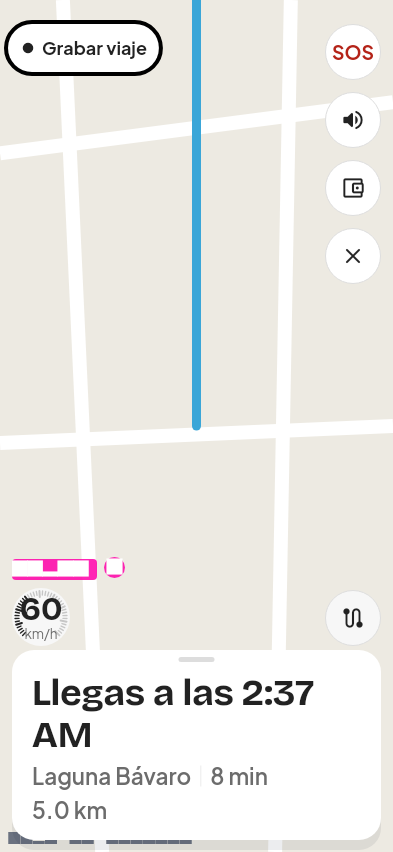 Grabar viaje
SOS
60
km/h
Llegas a las 2:37
AM
Laguna Bávaro 8 min
5.0 km